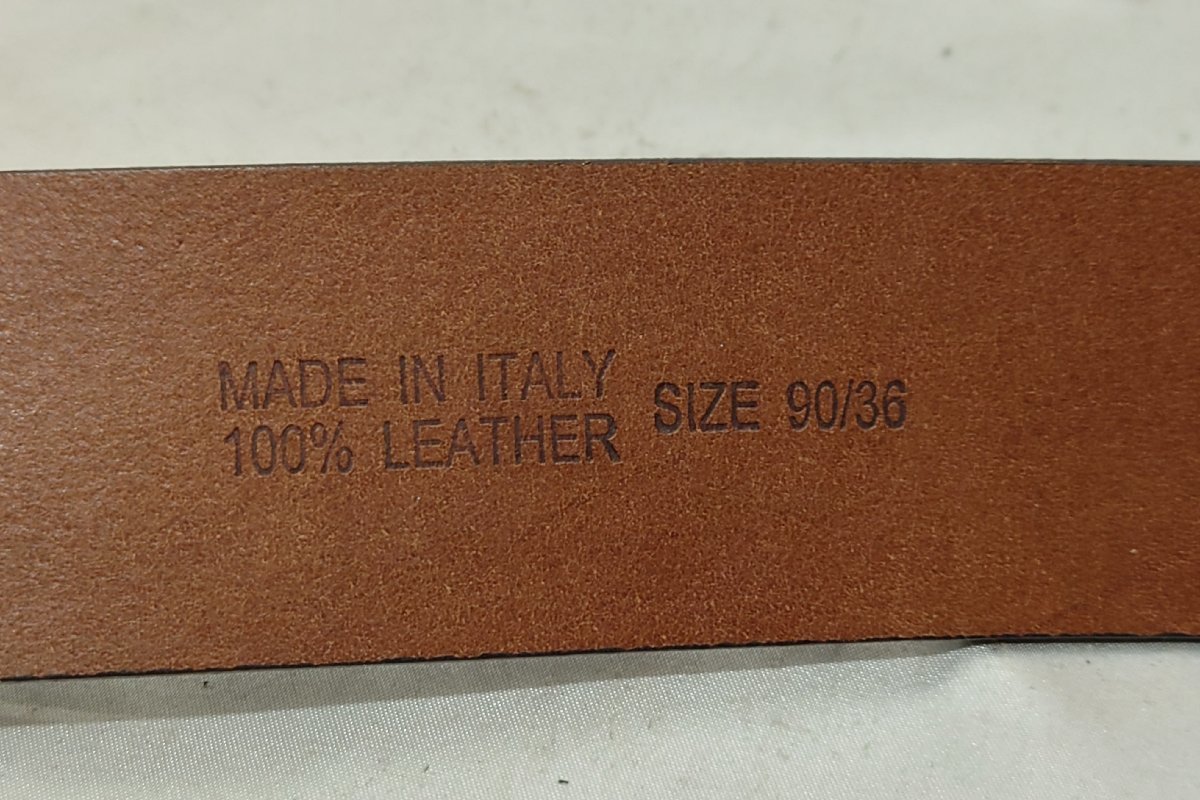 MADE IN ITALY
100% LEATHER
SIZE 90/36